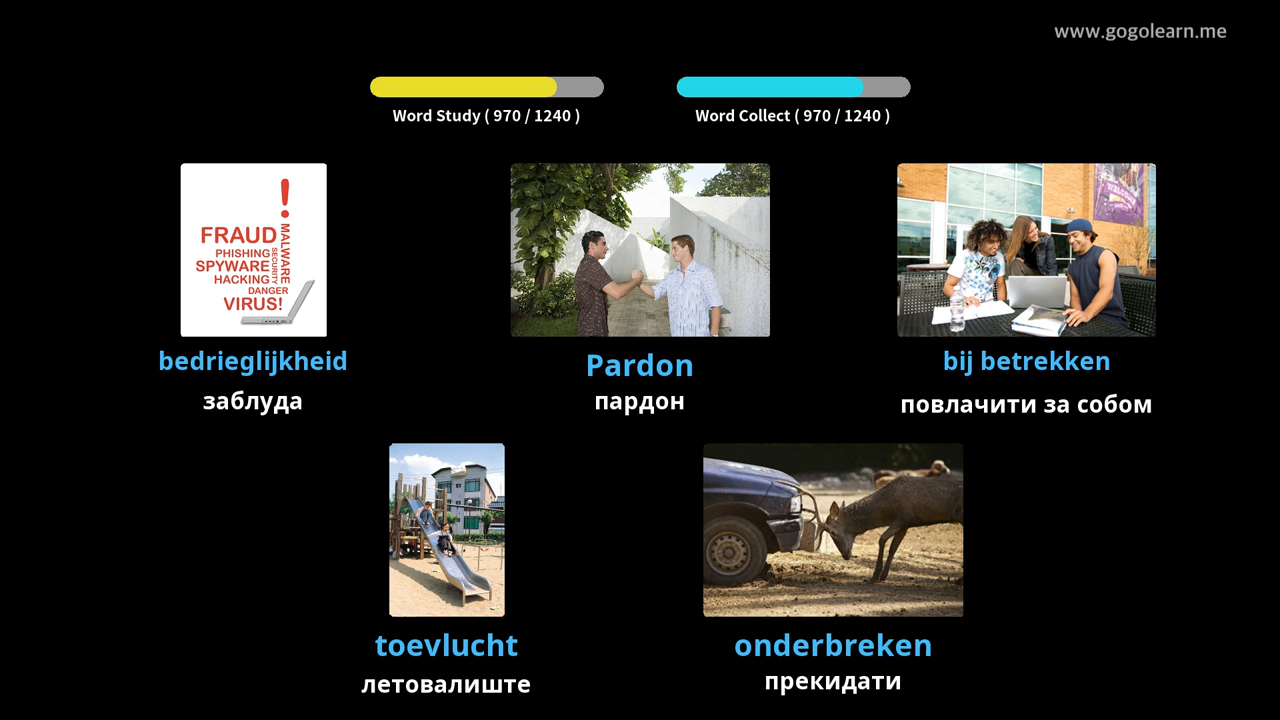 www.gogolearn.me
Word Study ( 970 / 1240 )
Word Collect ( 970 / 1240 )
!
FRAUD
PHISHING
SPYWARE
HACKING
DANGER
VIRUS!
SECURITY
MALWARE
WELCOME
bedrieglijkheid
заблуда
Pardon
пардон
bij betrekken
повлачити за собом
toevlucht
летовалиште
onderbreken
прекидати